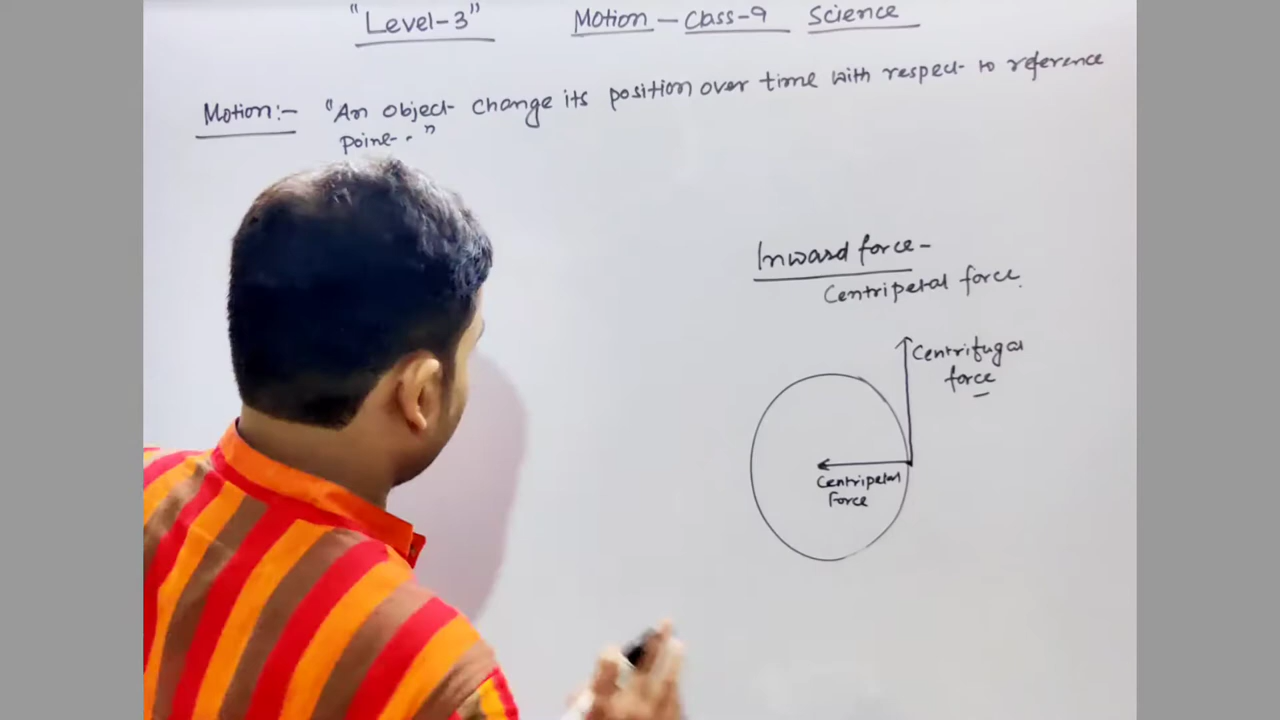 "Level-3" Motion - Class-9 Science
Motion:- "An object change its position over time with respect to reference
point.."
Inward force-
Centripetal force.
Centrifugal
force
Centripetal
Force